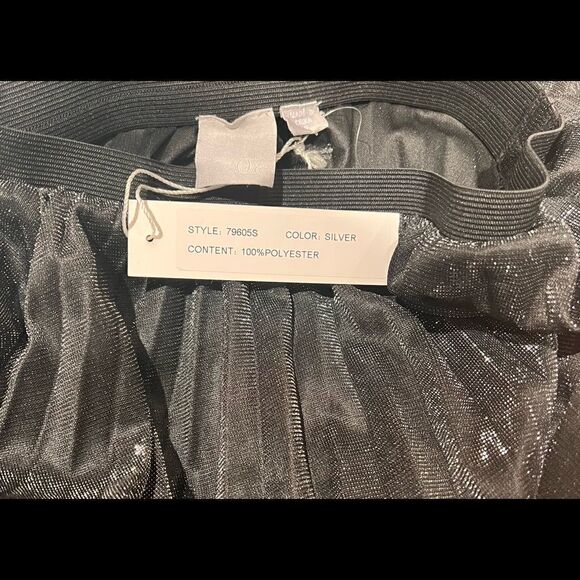 STYLE: 79605S COLOR: SILVER
CONTENT: 100%POLYESTER